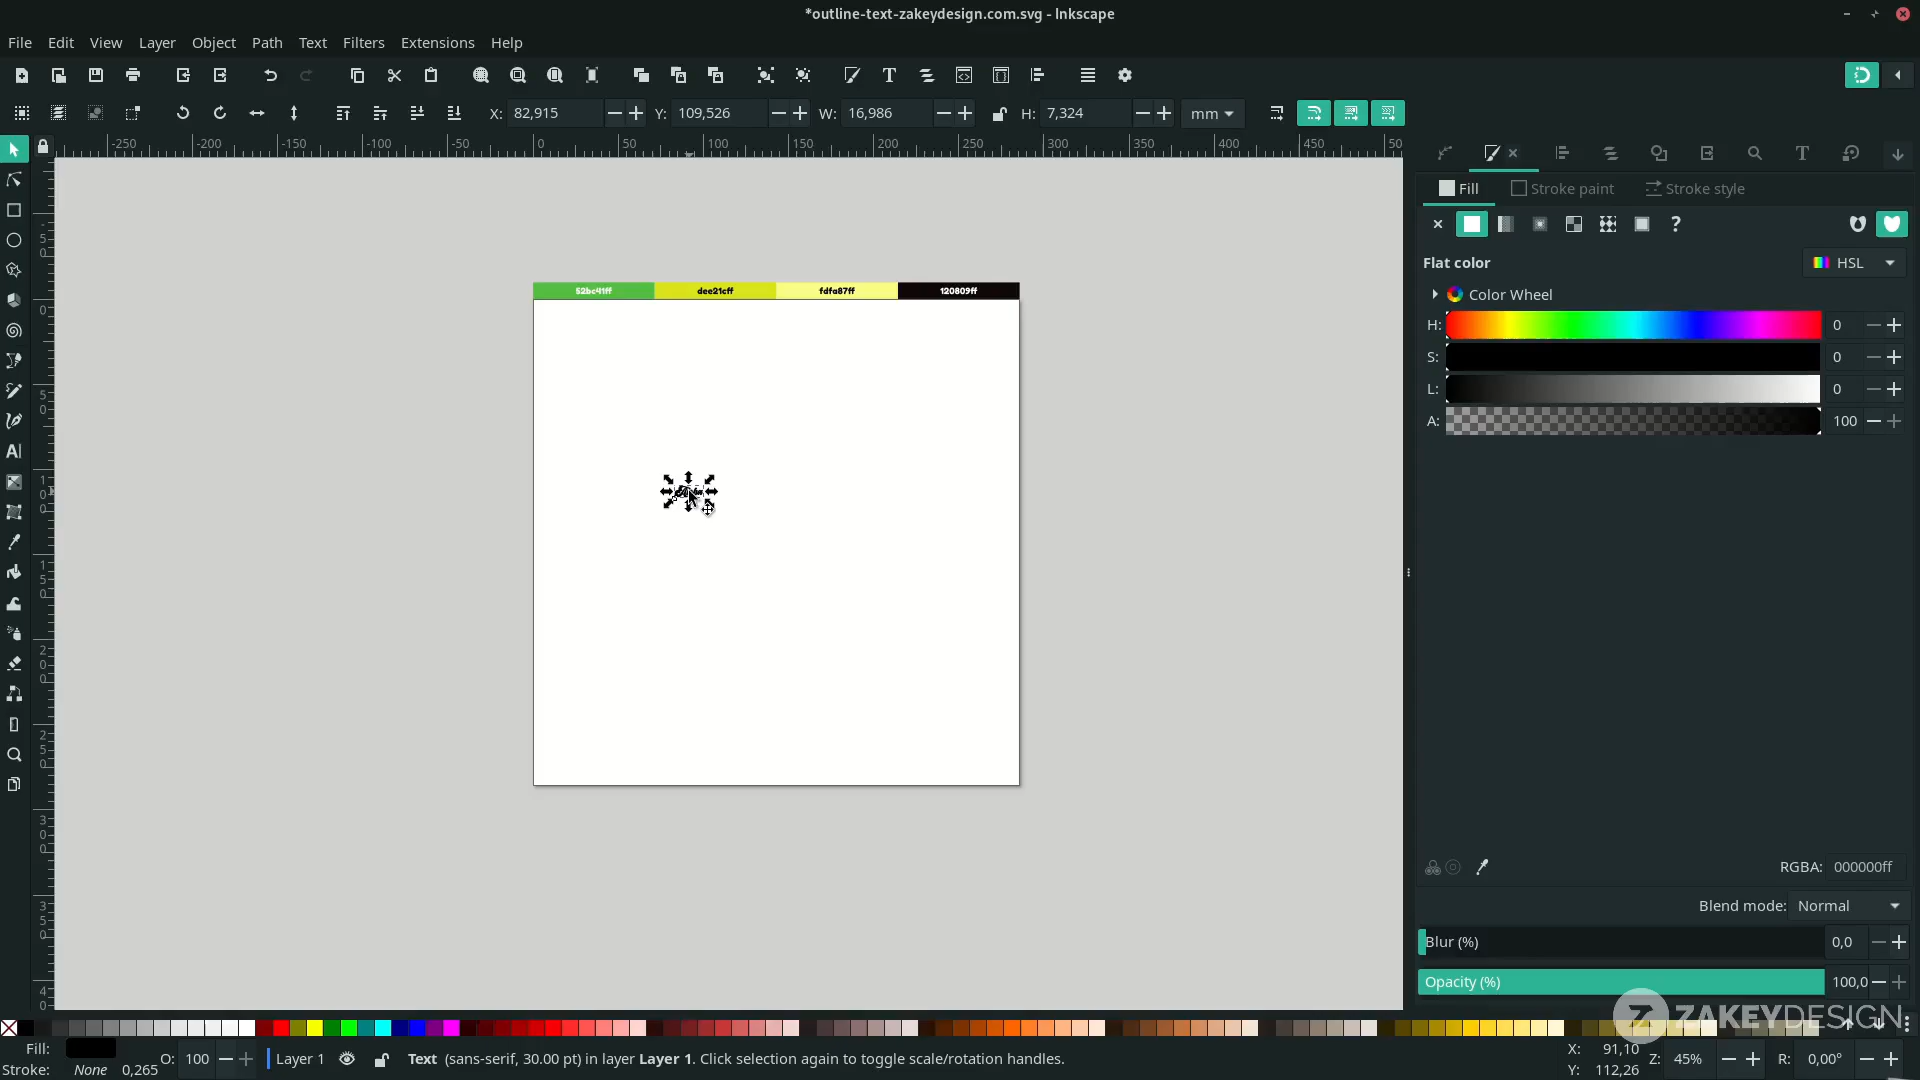 *outline-text-zakeydesign.com.svg - Inkscape
File Edit View Layer Object Path Text Filters Extensions Help
X: 82,915 Y: 109,526 W: 16,986 H: 7,324 mm
-250 -200 -150 -100 -50 0 50 100 150 200 250 300 350 400 450 50
Fill Stroke paint Stroke style
Flat color HSL
Color Wheel
H: 0
S: 0
L: 0
A: 100
52bc41ff dee21cff fdfa87ff 120809ff
RGBA: 000000ff
Blend mode: Normal
Blur (%) 0,0
Opacity (%) 100,0
ZAKEYDESIGN
Fill: O: 100 Layer 1 Text (sans-serif, 30.00 pt) in layer Layer 1. Click selection again to toggle scale/rotation handles. X: 91,10 Z: 45% R: 0,00°
Stroke: None 0,265 Y: 112,26